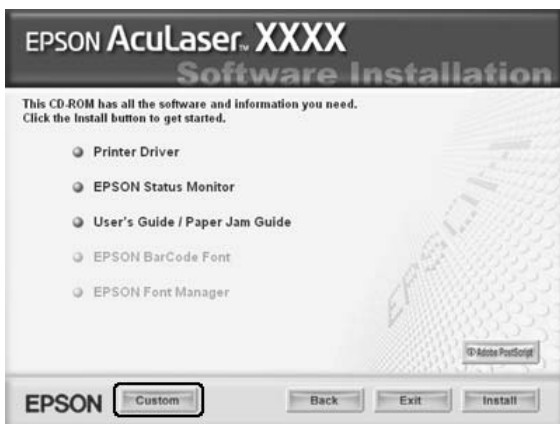 EPSON AcuLaser™ XXXX
Software Installation
This CD-ROM has all the software and information you need.
Click the Install button to get started.
Printer Driver
EPSON Status Monitor
User's Guide / Paper Jam Guide
EPSON BarCode Font
EPSON Font Manager
EPSON
Adobe PostScript
EPSON
Custom
Back
Exit
Install